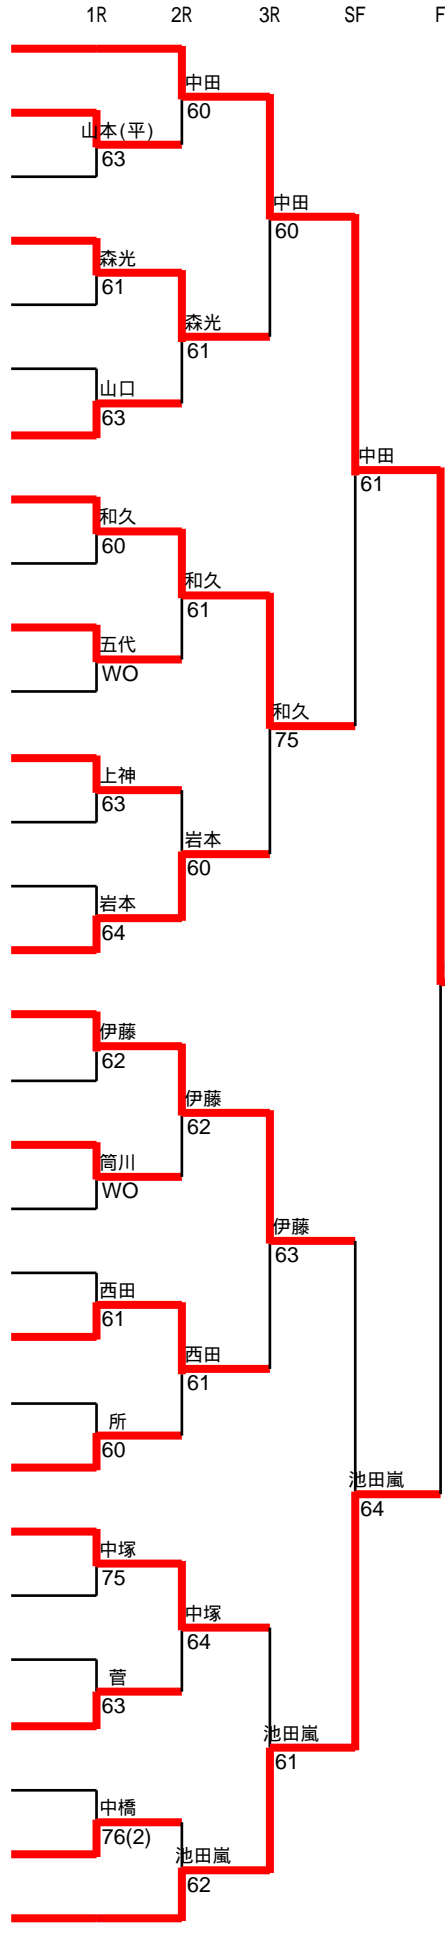 1R 2R 3R SF F
中田
60
山本(平)
63
中田
60
森光
61
森光
61
山口
63
中田
61
和久
60
和久
61
五代
WO
和久
75
上神
63
岩本
60
岩本
64
伊藤
62
伊藤
62
筒川
WO
伊藤
63
西田
61
西田
61
所
60
池田嵐
64
中塚
75
中塚
64
菅
63
池田嵐
61
中橋
76(2)
池田嵐
62